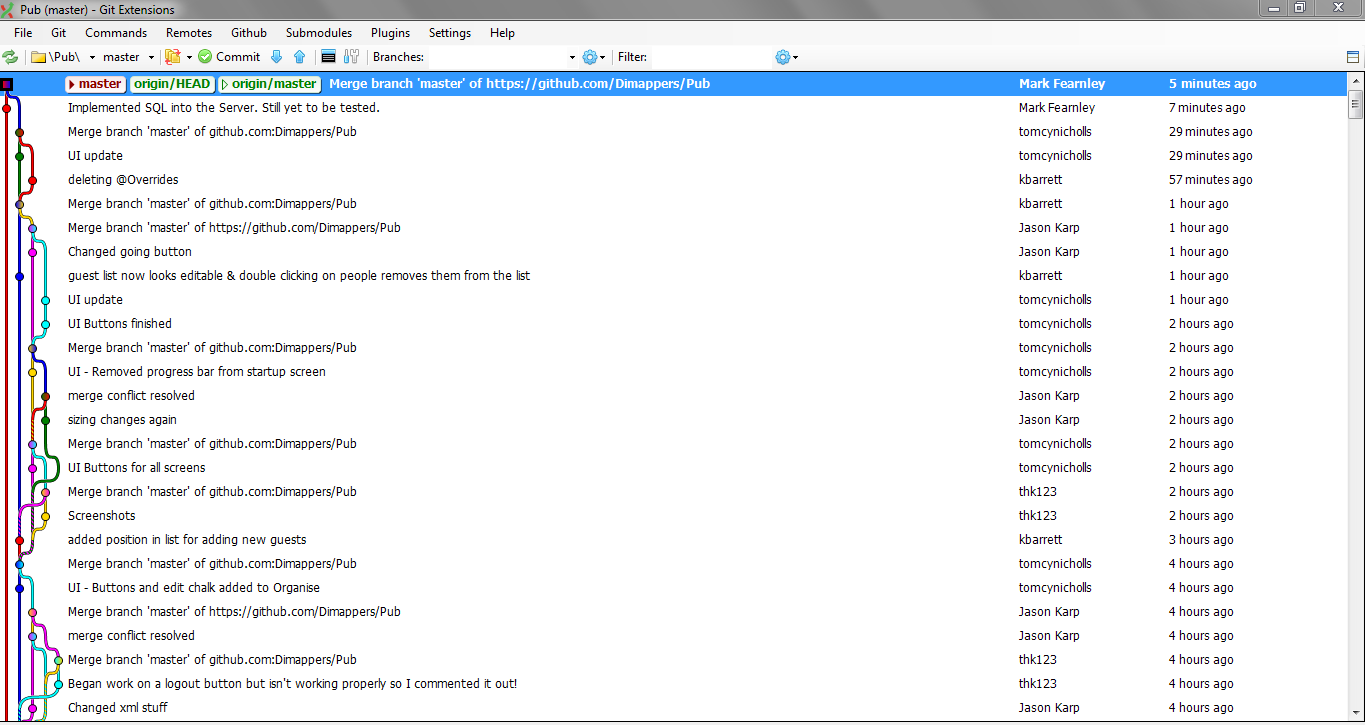 Pub (master) - Git Extensions
File Git Commands Remotes Github Submodules Plugins Settings Help
\Pub\ master Commit Branches: Filter:
master origin/HEAD origin/master Merge branch 'master' of https://github.com/Dimappers/Pub Mark Fearnley 5 minutes ago
Implemented SQL into the Server. Still yet to be tested. Mark Fearnley 7 minutes ago
Merge branch 'master' of github.com:Dimappers/Pub tomcynicholls 29 minutes ago
UI update tomcynicholls 29 minutes ago
deleting @Overrides kbarrett 57 minutes ago
Merge branch 'master' of github.com:Dimappers/Pub kbarrett 1 hour ago
Merge branch 'master' of https://github.com/Dimappers/Pub Jason Karp 1 hour ago
Changed going button Jason Karp 1 hour ago
guest list now looks editable & double clicking on people removes them from the list kbarrett 1 hour ago
UI update tomcynicholls 1 hour ago
UI Buttons finished tomcynicholls 2 hours ago
Merge branch 'master' of github.com:Dimappers/Pub tomcynicholls 2 hours ago
UI - Removed progress bar from startup screen tomcynicholls 2 hours ago
merge conflict resolved Jason Karp 2 hours ago
sizing changes again Jason Karp 2 hours ago
Merge branch 'master' of github.com:Dimappers/Pub tomcynicholls 2 hours ago
UI Buttons for all screens tomcynicholls 2 hours ago
Merge branch 'master' of github.com:Dimappers/Pub thk123 2 hours ago
Screenshots thk123 2 hours ago
added position in list for adding new guests kbarrett 3 hours ago
Merge branch 'master' of github.com:Dimappers/Pub tomcynicholls 4 hours ago
UI - Buttons and edit chalk added to Organise tomcynicholls 4 hours ago
Merge branch 'master' of https://github.com/Dimappers/Pub Jason Karp 4 hours ago
merge conflict resolved Jason Karp 4 hours ago
Merge branch 'master' of github.com:Dimappers/Pub thk123 4 hours ago
Began work on a logout button but isn't working properly so I commented it out! thk123 4 hours ago
Changed xml stuff Jason Karp 4 hours ago